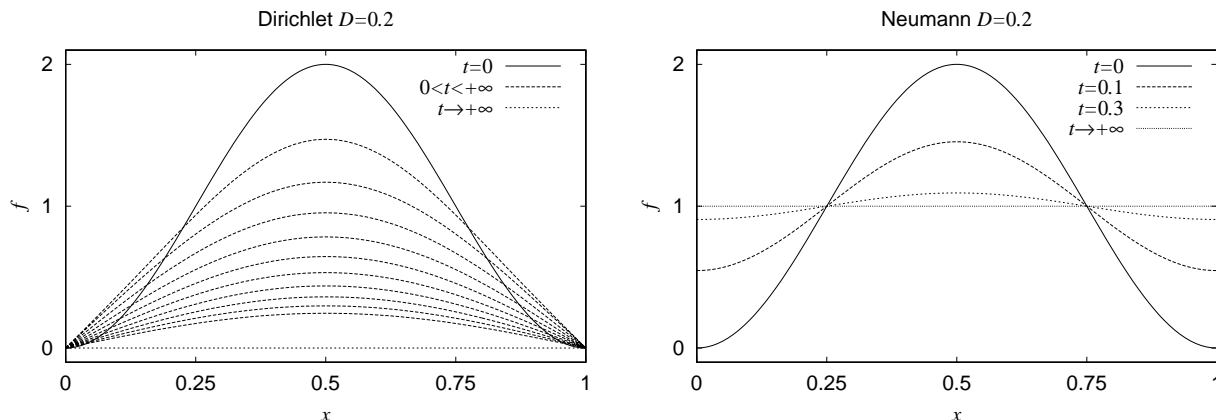 Dirichlet D=0.2
2
1
0
f
t=0
0<t<+∞
t→+∞
0 0.25 0.5 0.75 1
x
Neumann D=0.2
2
1
0
f
t=0
t=0.1
t=0.3
t→+∞
0 0.25 0.5 0.75 1
x